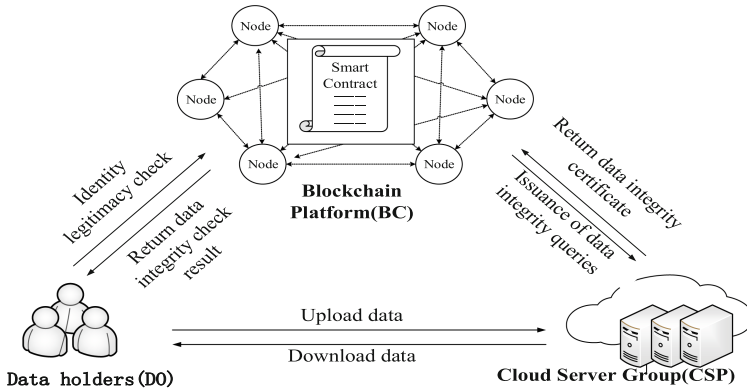 Node
Node
Smart
Contract
Node
Node
Node
Node
Blockchain
Platform(BC)
Identity
legitimacy check
Return data
integrity check
result
Return data integrity
certificate
Issuance of data
integrity queries
Upload data
Download data
Data holders(DO)
Cloud Server Group(CSP)